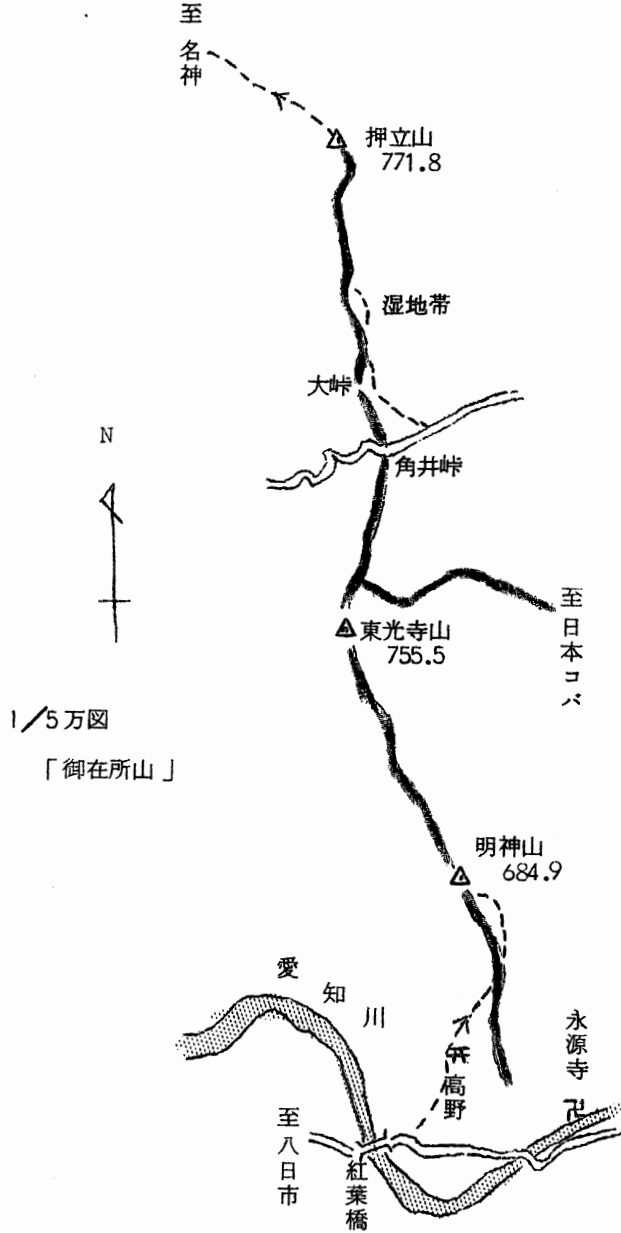 至名神
押立山
771.8
湿地帯
大峠
N
角井峠
至日本コバ
東光寺山
755.5
1/5万図
「御在所山」
明神山
684.9
愛知川
永源寺
高野
至八日市
紅葉橋